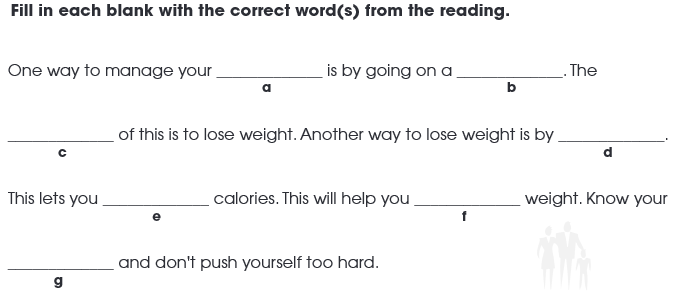 Fill in each blank with the correct word(s) from the reading.
One way to manage your ____________ is by going on a ____________. The
a b
____________ of this is to lose weight. Another way to lose weight is by ____________.
c d
This lets you ____________ calories. This will help you ____________ weight. Know your
e f
____________ and don't push yourself too hard.
g